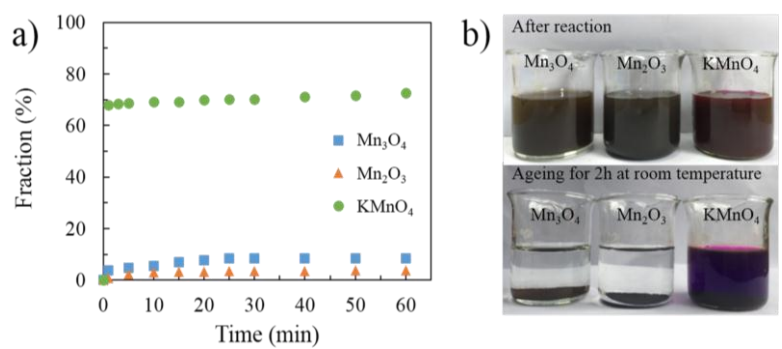 a)
Fraction (%)
100
80
60
40
20
0
0 10 20 30 40 50 60
Time (min)
Mn₃O₄
Mn₂O₃
KMnO₄
b)
After reaction
Mn₃O₄ Mn₂O₃ KMnO₄
Ageing for 2h at room temperature
Mn₃O₄ Mn₂O₃ KMnO₄